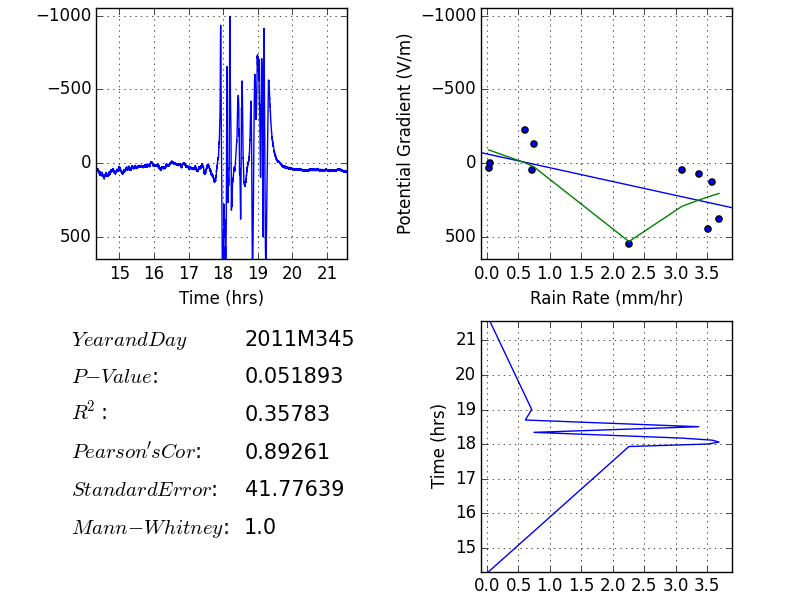 −1000
−500
0
500
15 16 17 18 19 20 21
Time (hrs)
Potential Gradient (V/m)
−1000
−500
0
500
0.0 0.5 1.0 1.5 2.0 2.5 3.0 3.5
Rain Rate (mm/hr)
YearandDay 2011M345
P−Value: 0.051893
R²: 0.35783
Pearson'sCor: 0.89261
StandardError: 41.77639
Mann−Whitney: 1.0
Time (hrs)
21
20
19
18
17
16
15
0.0 0.5 1.0 1.5 2.0 2.5 3.0 3.5